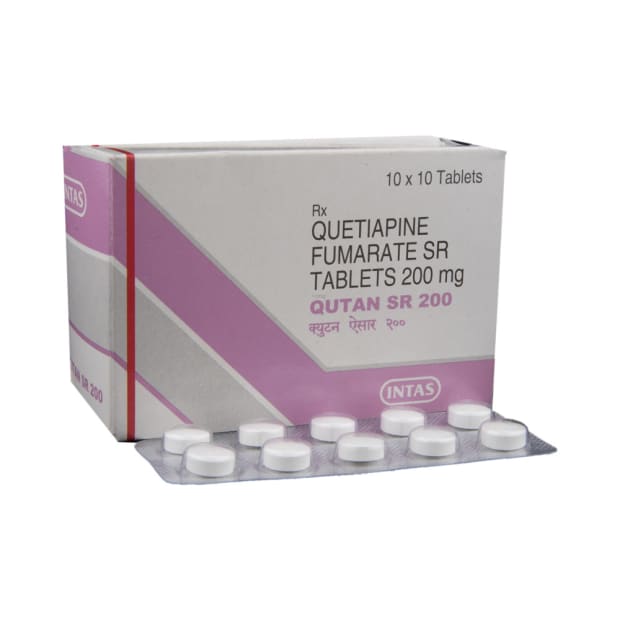 INTAS
10 x 10 Tablets
Rx
QUETIAPINE
FUMARATE SR
TABLETS 200 mg
QUTAN SR 200
क्युटन ऐसार २००
INTAS
QUTAN SR 200